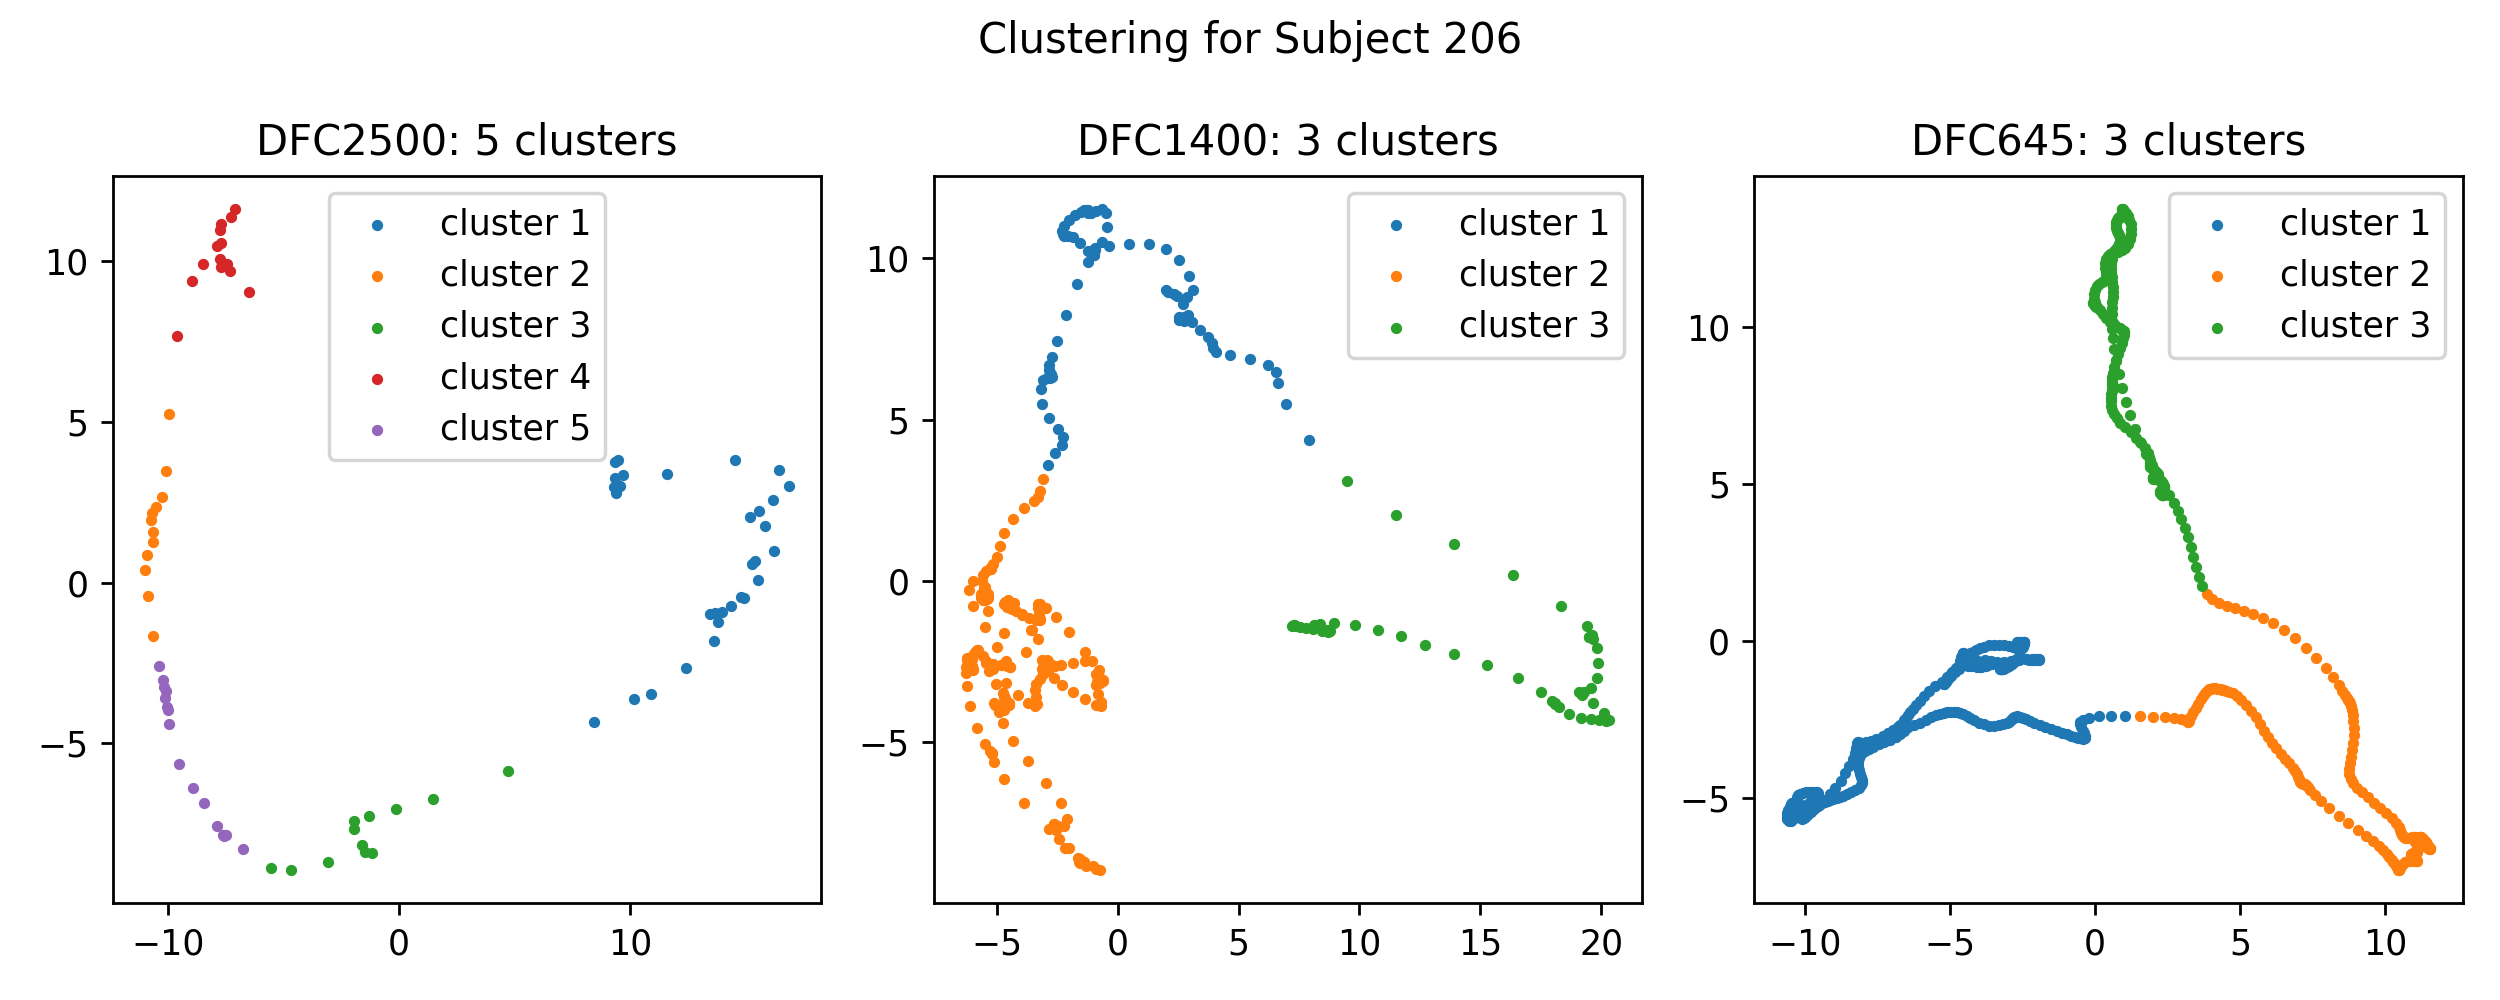 Clustering for Subject 206
DFC2500: 5 clusters
cluster 1
cluster 2
cluster 3
cluster 4
cluster 5
10
5
0
−5
−10
0
10
DFC1400: 3 clusters
cluster 1
cluster 2
cluster 3
10
5
0
−5
−5
0
5
10
15
20
DFC645: 3 clusters
cluster 1
cluster 2
cluster 3
10
5
0
−5
−10
−5
0
5
10